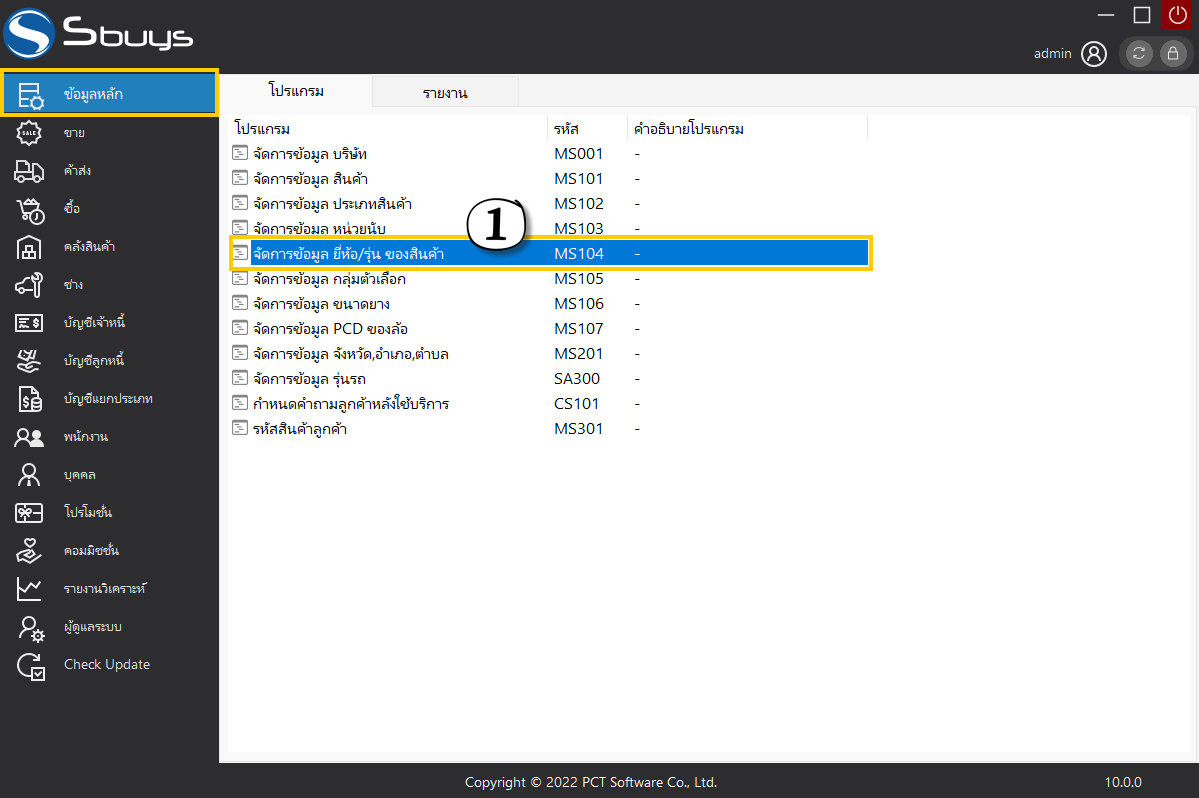 Sbuys
admin
ข้อมูลหลัก
ขาย
ค้าส่ง
ซื้อ
คลังสินค้า
ช่าง
บัญชีเจ้าหนี้
บัญชีลูกหนี้
บัญชีแยกประเภท
พนักงาน
บุคคล
โปรโมชั่น
คอมมิชชั่น
รายงานวิเคราะห์
ผู้ดูแลระบบ
Check Update
โปรแกรม รายงาน
โปรแกรม รหัส คำอธิบายโปรแกรม
จัดการข้อมูล บริษัท MS001 -
จัดการข้อมูล สินค้า MS101 -
จัดการข้อมูล ประเภทสินค้า MS102 -
จัดการข้อมูล หน่วยนับ MS103 -
1
จัดการข้อมูล ยี่ห้อ/รุ่น ของสินค้า MS104 -
จัดการข้อมูล กลุ่มตัวเลือก MS105 -
จัดการข้อมูล ขนาดยาง MS106 -
จัดการข้อมูล PCD ของล้อ MS107 -
จัดการข้อมูล จังหวัด,อำเภอ,ตำบล MS201 -
จัดการข้อมูล รุ่นรถ SA300 -
กำหนดคำถามลูกค้าหลังใช้บริการ CS101 -
รหัสสินค้าลูกค้า MS301 -
Copyright © 2022 PCT Software Co., Ltd. 10.0.0